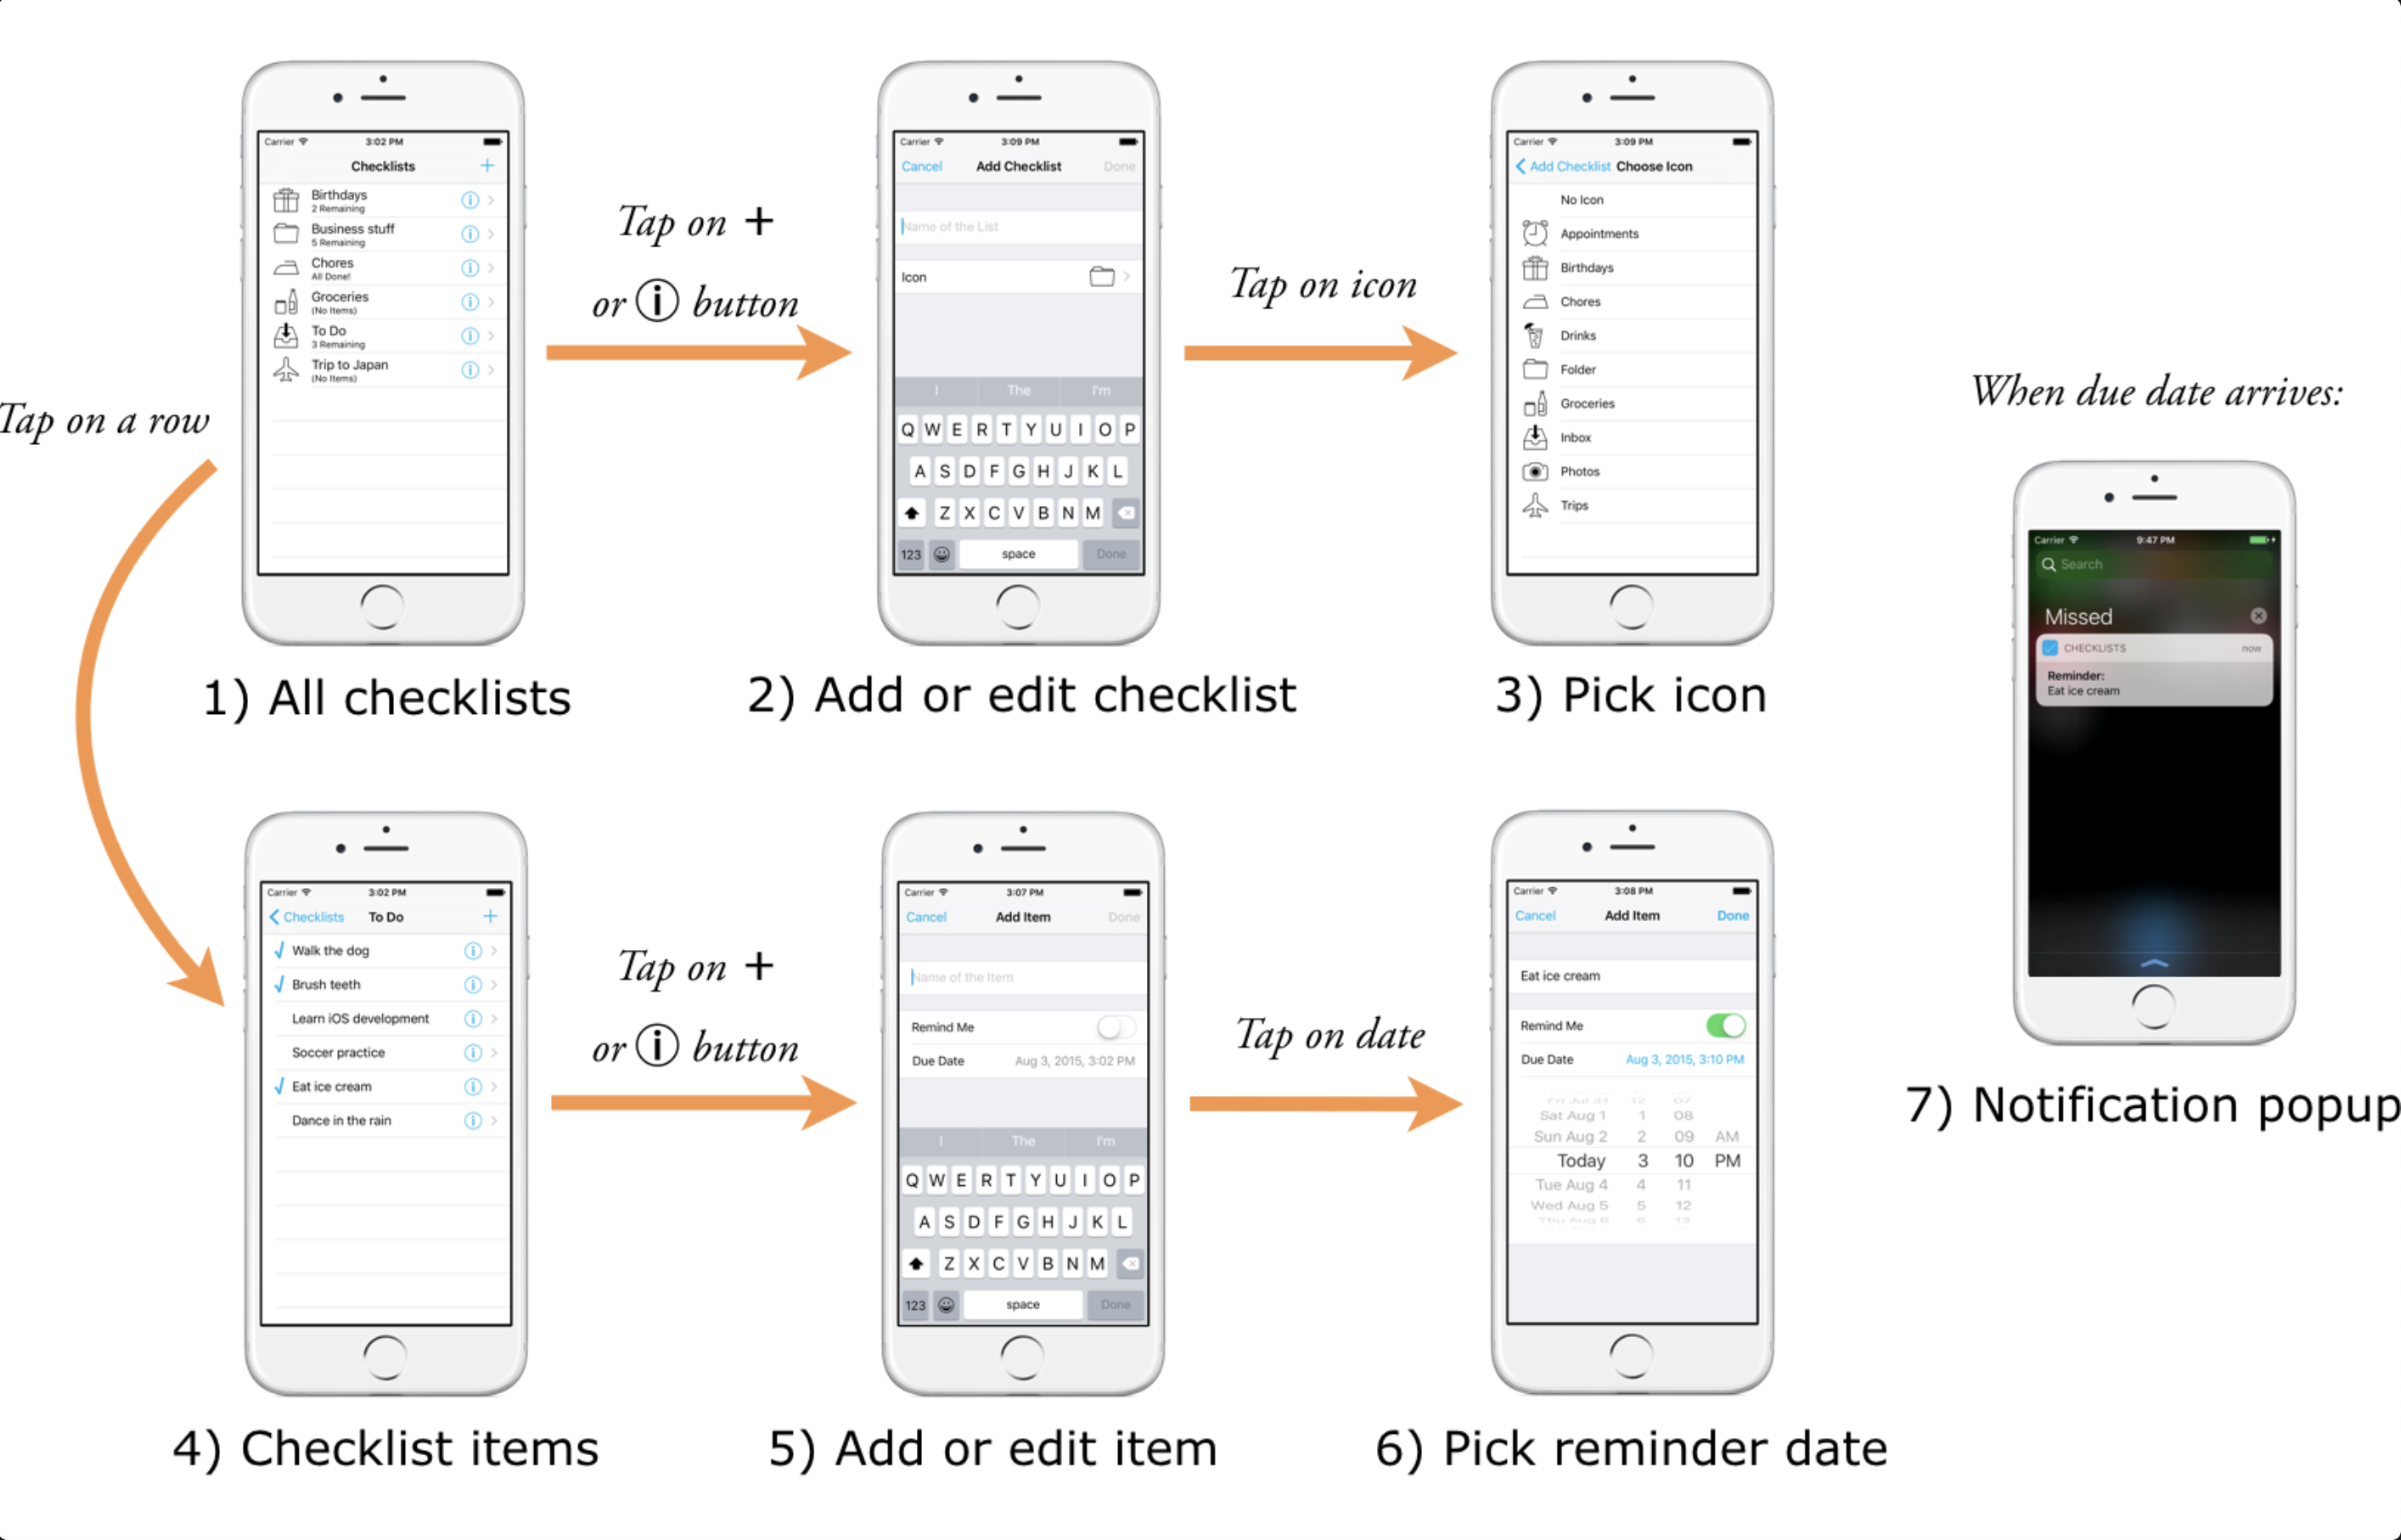 Carrier 3:02 PM
Checklists +
Birthdays
2 Remaining
Business stuff
5 Remaining
Chores
All Done!
Groceries
(No Items)
To Do
3 Remaining
Trip to Japan
(No Items)
1) All checklists
Tap on +
or ⓘ button
Carrier 3:09 PM
Cancel Add Checklist Done
Name of the List
Icon
I The I'm
Q W E R T Y U I O P
A S D F G H J K L
Z X C V B N M
123 space Done
2) Add or edit checklist
Tap on icon
Carrier 3:09 PM
Add Checklist Choose Icon
No Icon
Appointments
Birthdays
Chores
Drinks
Folder
Groceries
Inbox
Photos
Trips
3) Pick icon
Tap on a row
Carrier 3:02 PM
Checklists To Do +
Walk the dog
Brush teeth
Learn iOS development
Soccer practice
Eat ice cream
Dance in the rain
4) Checklist items
Tap on +
or ⓘ button
Carrier 3:07 PM
Cancel Add Item Done
Name of the Item
Remind Me
Due Date Aug 3, 2015, 3:02 PM
I The I'm
Q W E R T Y U I O P
A S D F G H J K L
Z X C V B N M
123 space Done
5) Add or edit item
Tap on date
Carrier 3:08 PM
Cancel Add Item Done
Eat ice cream
Remind Me
Due Date Aug 3, 2015, 3:10 PM
Fri Jul 31 12 07
Sat Aug 1 1 08
Sun Aug 2 2 09 AM
Today 3 10 PM
Tue Aug 4 4 11
Wed Aug 5 5 12
Thu Aug 6 6 13
6) Pick reminder date
When due date arrives:
Carrier 9:47 PM
Search
Missed
CHECKLISTS now
Reminder:
Eat ice cream
7) Notification popup